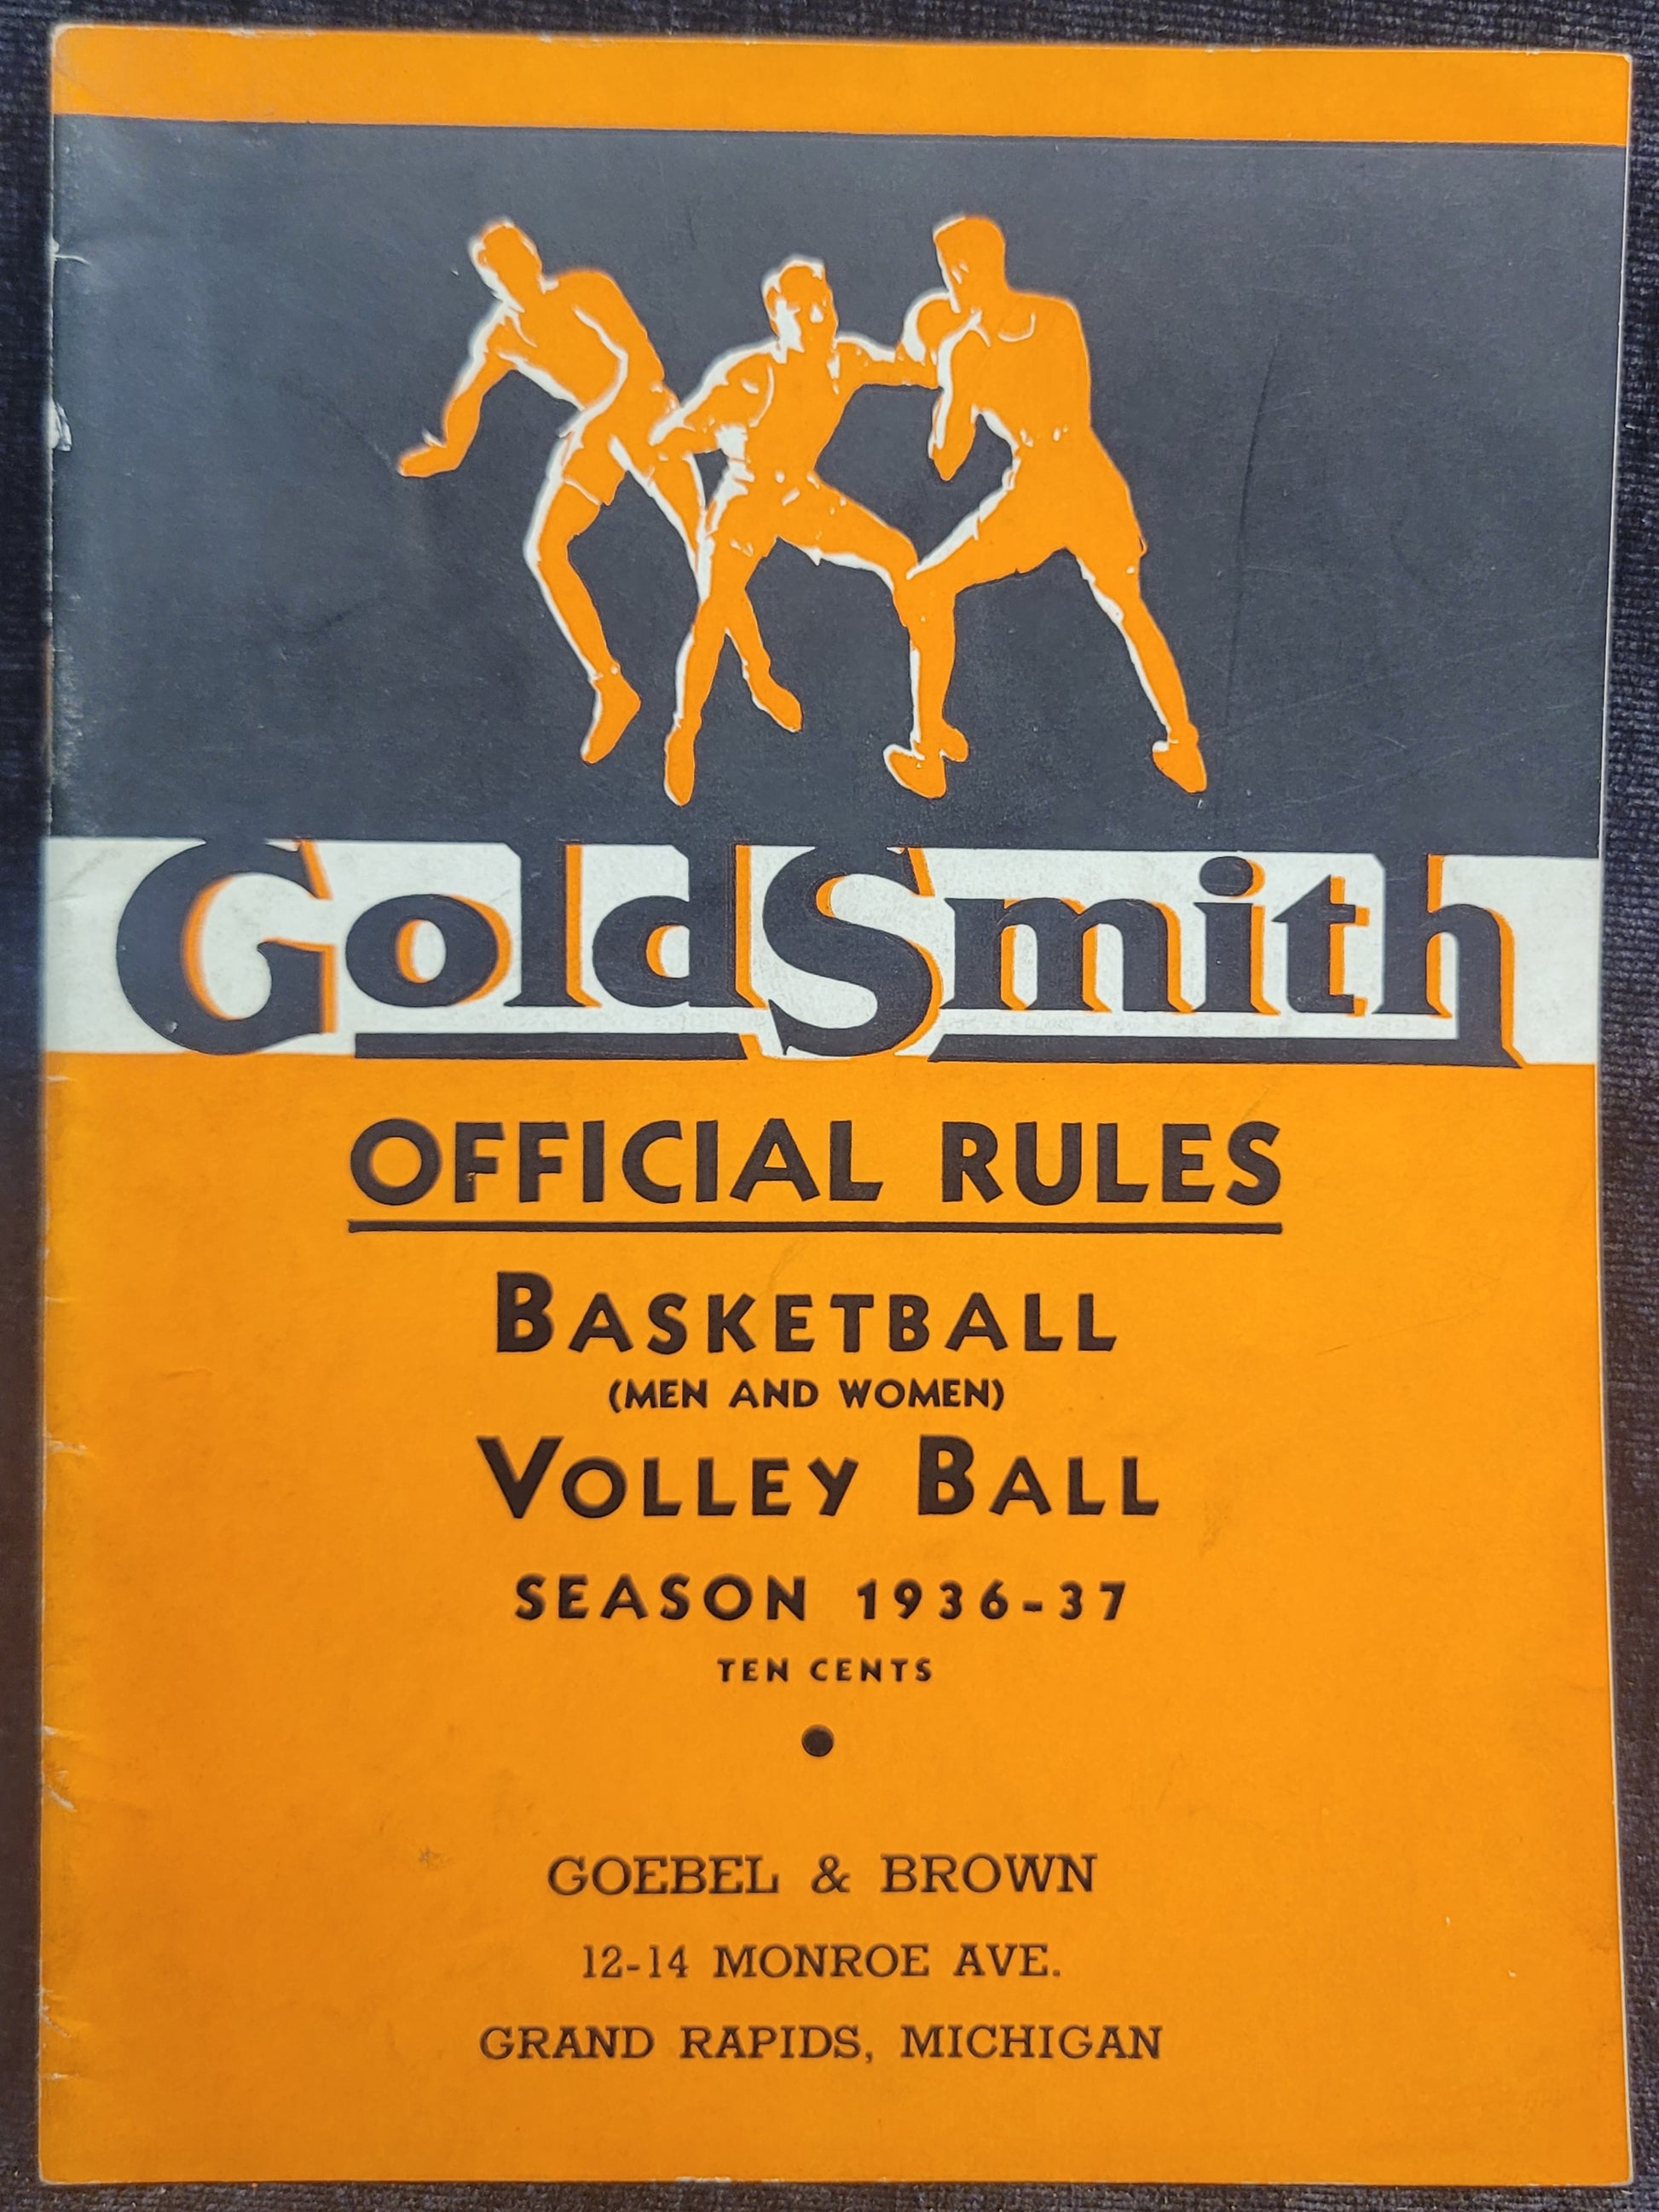 GoldSmith
OFFICIAL RULES
BASKETBALL
(MEN AND WOMEN)
VOLLEY BALL
SEASON 1936-37
TEN CENTS
GOEBEL & BROWN
12-14 MONROE AVE.
GRAND RAPIDS, MICHIGAN